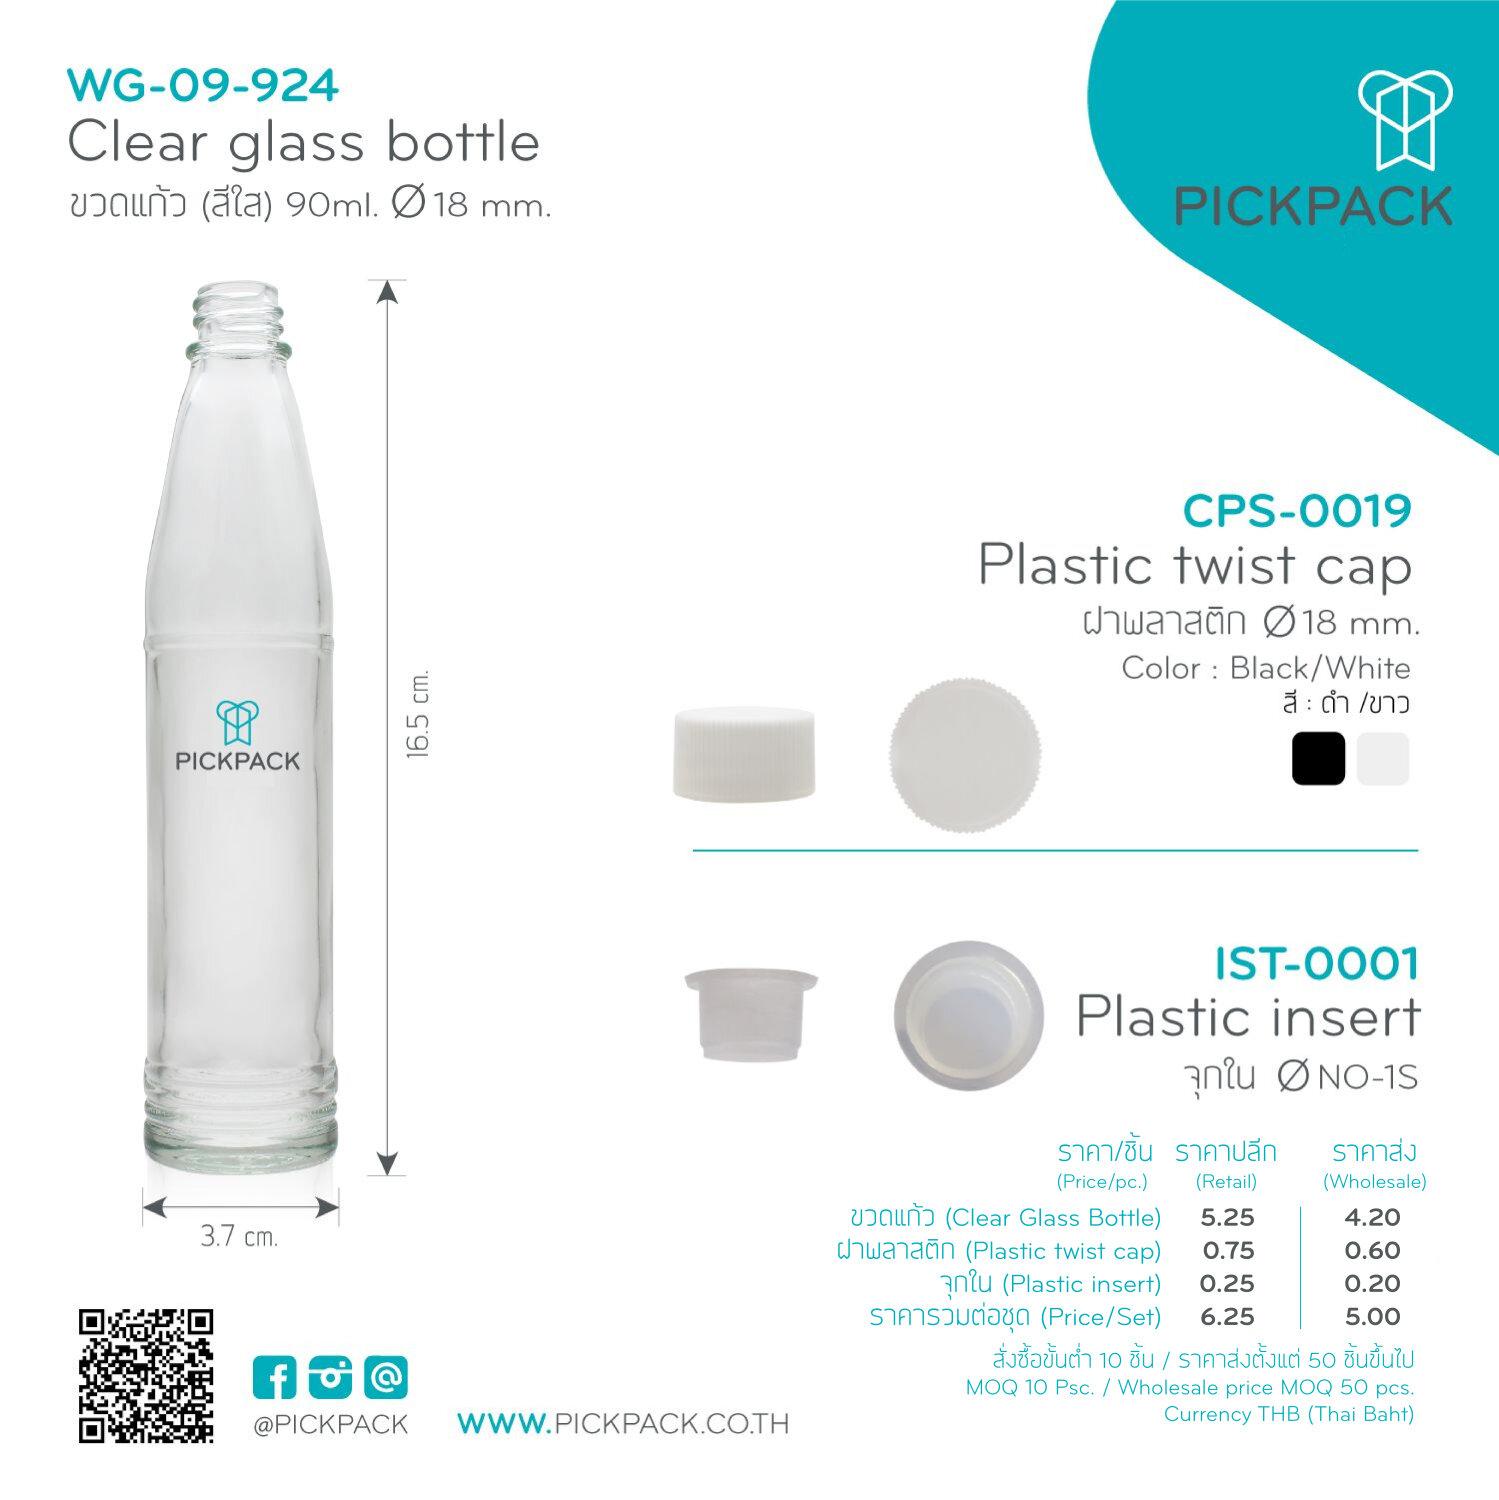 WG-09-924
Clear glass bottle
ขวดแก้ว (สีใส) 90ml. Ø 18 mm.
PICKPACK
16.5 cm.
PICKPACK
3.7 cm.
CPS-0019
Plastic twist cap
ฝาพลาสติก Ø 18 mm.
Color : Black/White
สี : ดำ /ขาว
IST-0001
Plastic insert
จุกใน Ø NO-1S
ราคา/ชิ้น ราคาปลีก ราคาส่ง
(Price/pc.) (Retail) (Wholesale)
ขวดแก้ว (Clear Glass Bottle) 5.25 4.20
ฝาพลาสติก (Plastic twist cap) 0.75 0.60
จุกใน (Plastic insert) 0.25 0.20
ราคารวมต่อชุด (Price/Set) 6.25 5.00
สั่งซื้อขั้นต่ำ 10 ชิ้น / ราคาส่งตั้งแต่ 50 ชิ้นขึ้นไป
MOQ 10 Psc. / Wholesale price MOQ 50 pcs.
Currency THB (Thai Baht)
@PICKPACK
WWW.PICKPACK.CO.TH